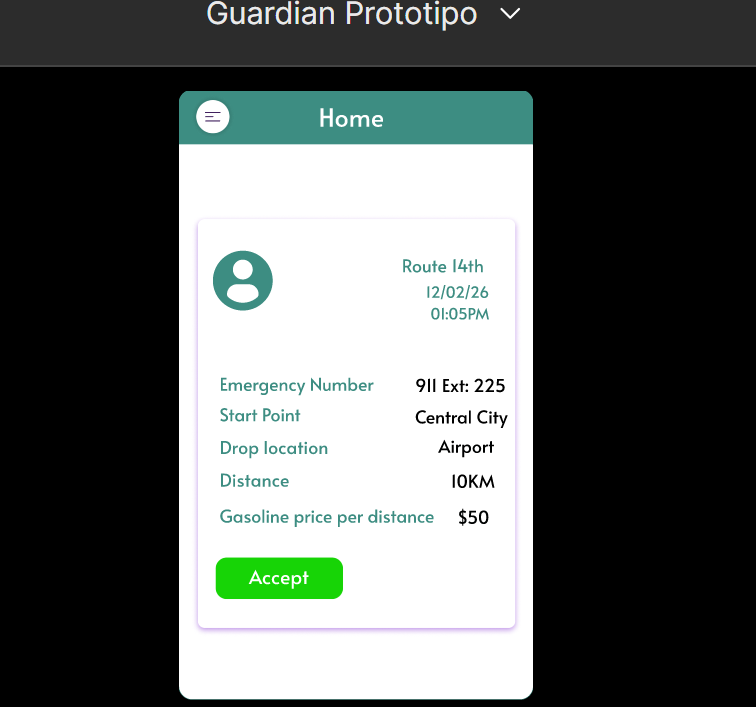 Guardian Prototipo
Home
Route 14th
12/02/26
01:05PM
Emergency Number 911 Ext: 225
Start Point Central City
Drop location Airport
Distance 10KM
Gasoline price per distance $50
Accept